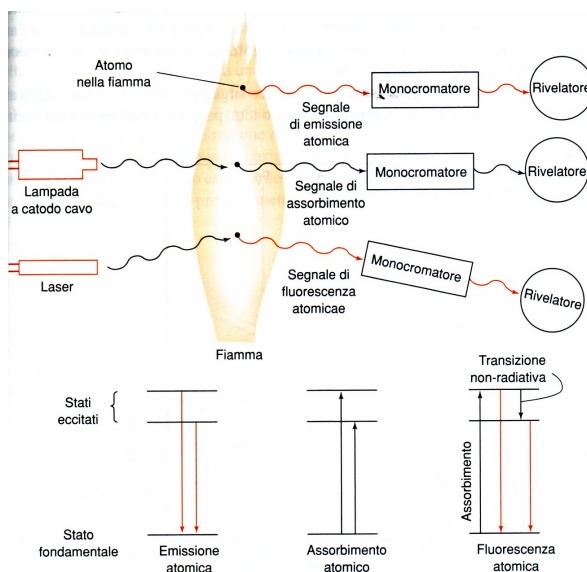 Atomo
nella fiamma
Segnale
di emissione
atomica
Monocromatore
Rivelatore
Lampada
a catodo cavo
Segnale di
assorbimento
atomico
Monocromatore
Rivelatore
Laser
Segnale di
fluorescenza
atomicae
Monocromatore
Rivelatore
Fiamma
Transizione
non-radiativa
Stati
eccitati
Assorbimento
Stato
fondamentale
Emissione
atomica
Assorbimento
atomico
Fluorescenza
atomica